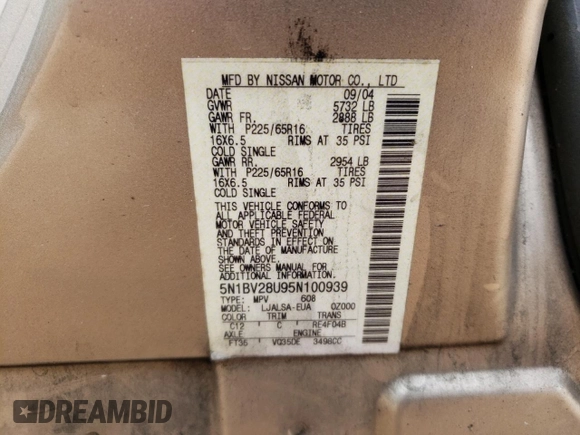 MFD BY NISSAN MOTOR CO., LTD
DATE 09/04
GVWR 5732 LB
GAWR FR. 2888 LB
WITH P225/65R16 TIRES
16X6.5 RIMS AT 35 PSI
COLD SINGLE
GAWR RR. 2954 LB
WITH P225/65R16 TIRES
16X6.5 RIMS AT 35 PSI
COLD SINGLE
THIS VEHICLE CONFORMS TO
ALL APPLICABLE FEDERAL
MOTOR VEHICLE SAFETY
AND THEFT PREVENTION
STANDARDS IN EFFECT ON
THE DATE OF MANUFACTURE
SHOWN ABOVE.
SEE OWNERS MANUAL FOR
ADDITIONAL INFORMATION
5N1BV28U95N100939
TYPE: MPV 608
MODEL: LJALSA-EUA 0Z000
COLOR TRIM TRANS
C12 C RE4F04B
AXLE ENGINE
FT35 VQ35DE 3498CC
DREAMBID